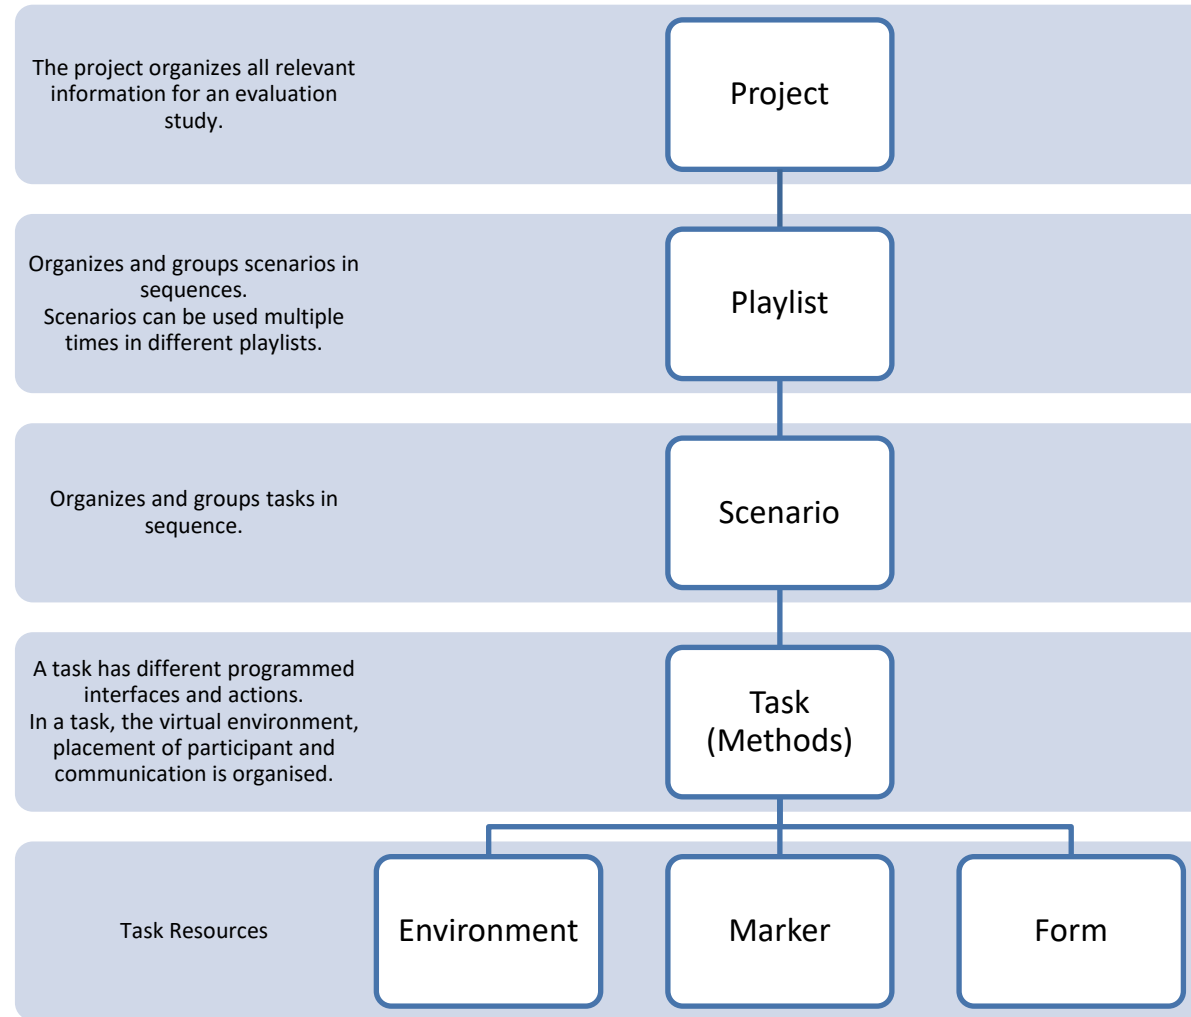 The project organizes all relevant
information for an evaluation
study.
Project
Organizes and groups scenarios in
sequences.
Scenarios can be used multiple
times in different playlists.
Playlist
Organizes and groups tasks in
sequence.
Scenario
A task has different programmed
interfaces and actions.
In a task, the virtual environment,
placement of participant and
communication is organised.
Task
(Methods)
Task Resources
Environment
Marker
Form